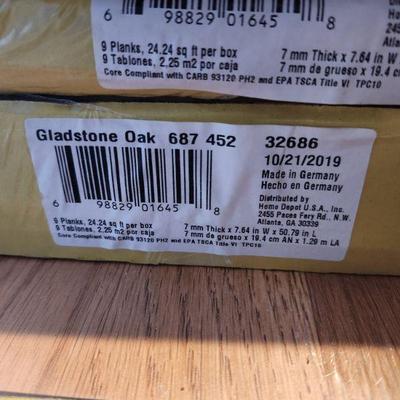 6 98829 01645 8
9 Planks, 24.24 sq ft per box
9 Tablones, 2.25 m2 por caja
Core Compliant with CARB 93120 PH2 and EPA TSCA Title VI TPC10
7 mm Thick x 7.64 in W
7 mm de grueso x 19.4 c
Distrib
Home D
2455
Atlan
Gladstone Oak 687 452 32686
10/21/2019
Made in Germany
Hecho en Germany
6 98829 01645 8
Distributed by
Home Depot U.S.A., Inc.
2455 Paces Fery Rd., N.W.
Atlanta, GA 30339
9 Planks, 24.24 sq ft per box
9 Tablones, 2.25 m2 por caja
Core Compliant with CARB 93120 PH2 and EPA TSCA Title VI TPC10
7 mm Thick x 7.64 in W x 50.79 in L
7 mm de grueso x 19.4 cm AN x 1.29 m LA